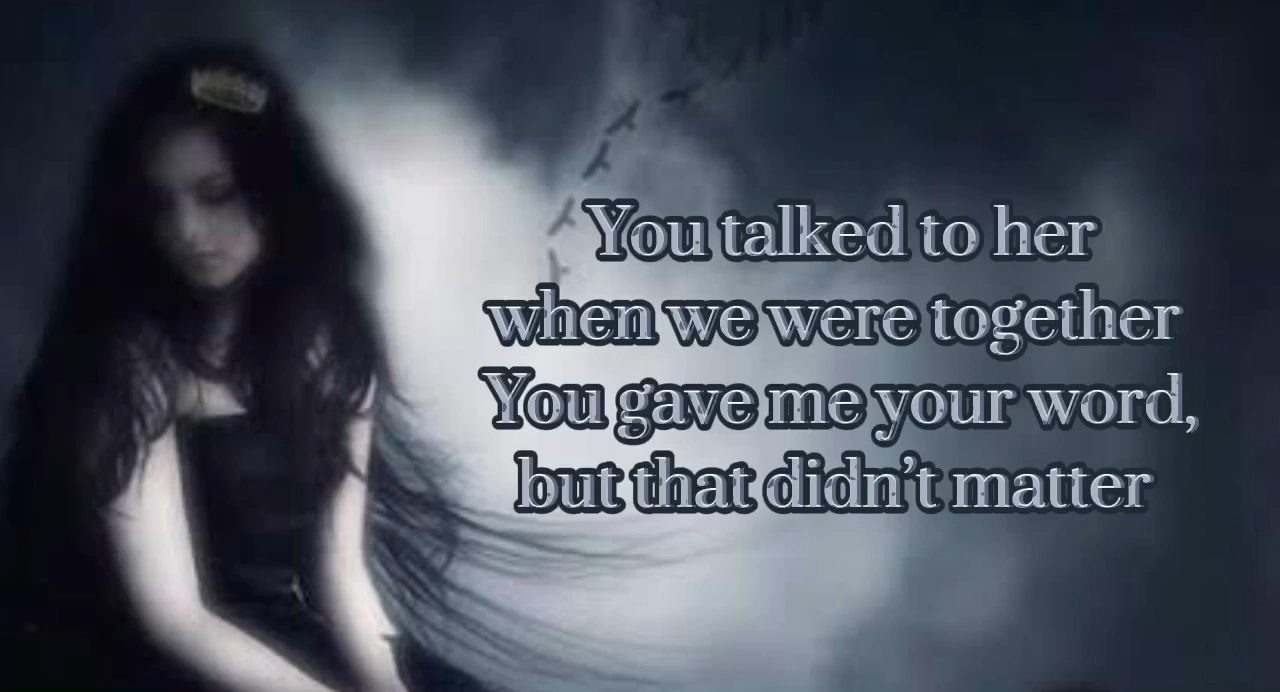 You talked to her
when we were together
You gave me your word,
but that didn’t matter